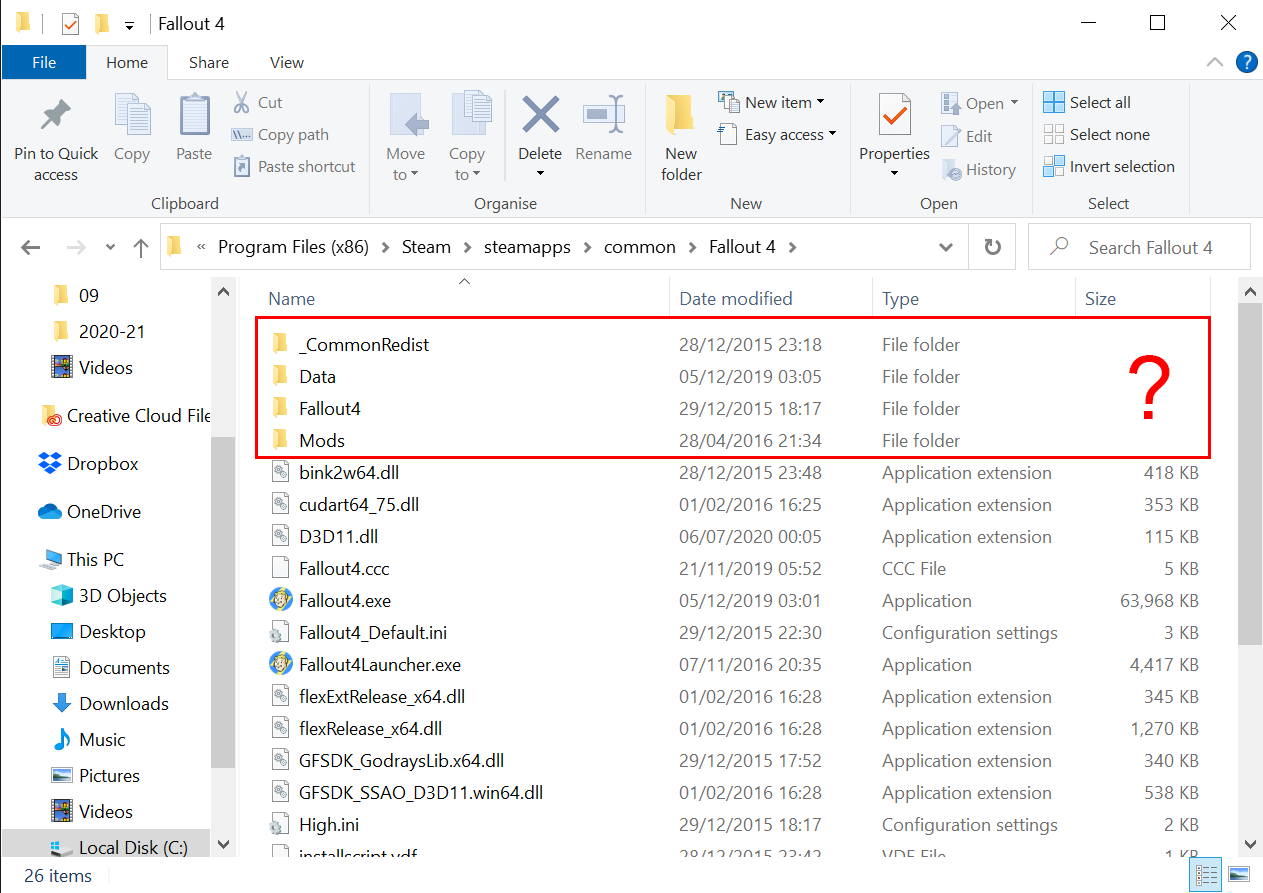 Fallout 4
File Home Share View
Pin to Quick access
Copy
Paste
Cut
Copy path
Paste shortcut
Clipboard
Move to
Copy to
Delete
Rename
Organise
New folder
New item
Easy access
New
Properties
Open
Edit
History
Open
Select all
Select none
Invert selection
Select
« Program Files (x86) > Steam > steamapps > common > Fallout 4 >
Search Fallout 4
09
2020-21
Videos
Creative Cloud File
Dropbox
OneDrive
This PC
3D Objects
Desktop
Documents
Downloads
Music
Pictures
Videos
Local Disk (C:)
Name Date modified Type Size
_CommonRedist 28/12/2015 23:18 File folder
Data 05/12/2019 03:05 File folder
Fallout4 29/12/2015 18:17 File folder
Mods 28/04/2016 21:34 File folder
?
bink2w64.dll 28/12/2015 23:48 Application extension 418 KB
cudart64_75.dll 01/02/2016 16:25 Application extension 353 KB
D3D11.dll 06/07/2020 00:05 Application extension 115 KB
Fallout4.ccc 21/11/2019 05:52 CCC File 5 KB
Fallout4.exe 05/12/2019 03:01 Application 63,968 KB
Fallout4_Default.ini 29/12/2015 22:30 Configuration settings 3 KB
Fallout4Launcher.exe 07/11/2016 20:35 Application 4,417 KB
flexExtRelease_x64.dll 01/02/2016 16:28 Application extension 345 KB
flexRelease_x64.dll 01/02/2016 16:28 Application extension 1,270 KB
GFSDK_GodraysLib.x64.dll 29/12/2015 17:52 Application extension 340 KB
GFSDK_SSAO_D3D11.win64.dll 01/02/2016 16:28 Application extension 538 KB
High.ini 29/12/2015 18:17 Configuration settings 2 KB
installscript.vdf 28/12/2015 23:42 VDF File 1 KB
26 items